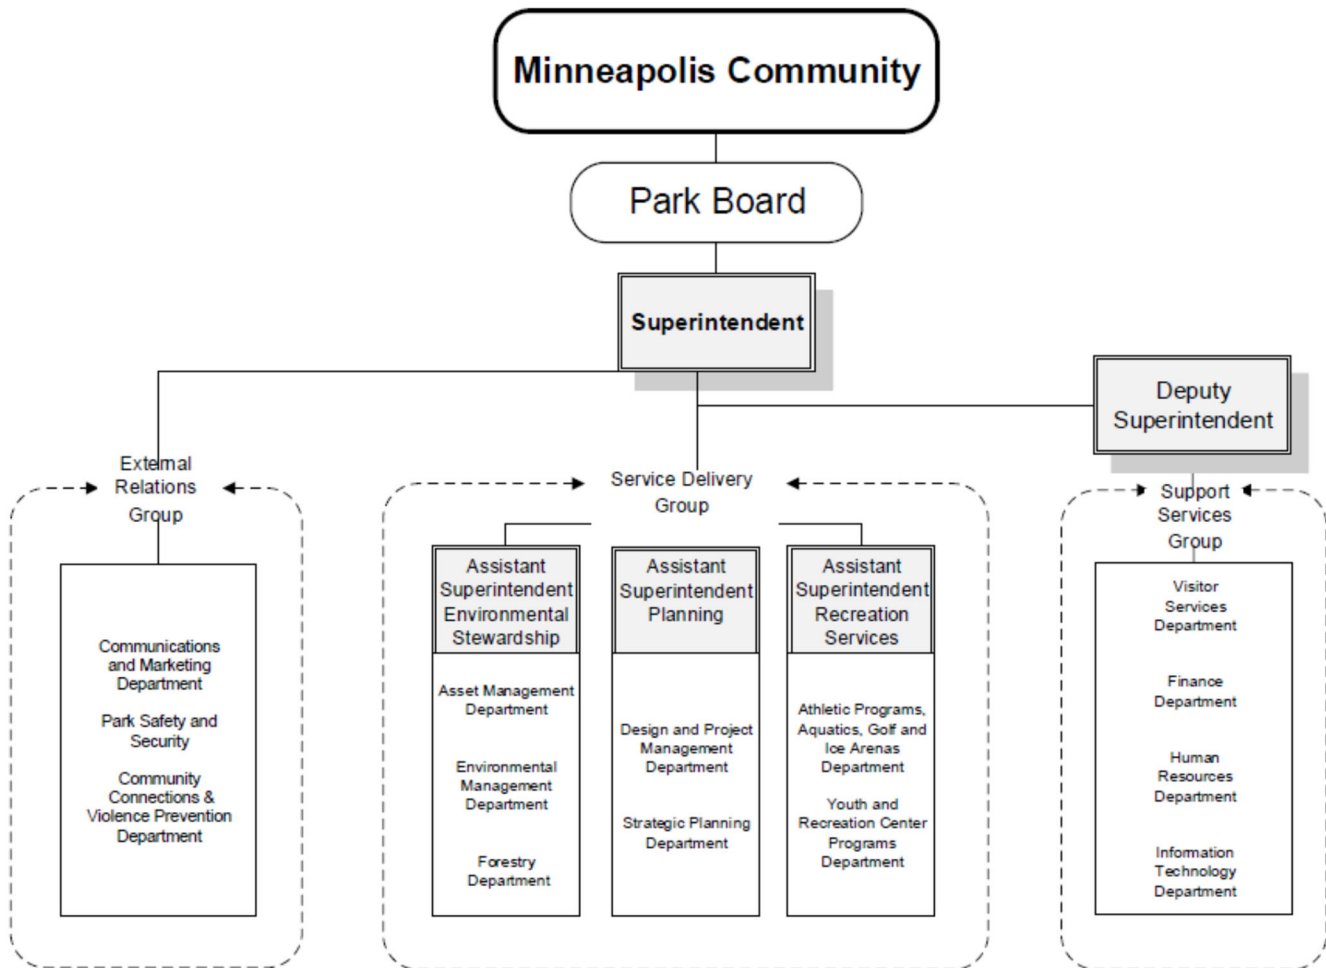 Minneapolis Community
Park Board
Superintendent
Deputy
Superintendent
External
Relations
Group
Communications
and Marketing
Department
Park Safety and
Security
Community
Connections &
Violence Prevention
Department
Service Delivery
Group
Assistant
Superintendent
Environmental
Stewardship
Asset Management
Department
Environmental
Management
Department
Forestry
Department
Assistant
Superintendent
Planning
Design and Project
Management
Department
Strategic Planning
Department
Assistant
Superintendent
Recreation
Services
Athletic Programs,
Aquatics, Golf and
Ice Arenas
Department
Youth and
Recreation Center
Programs
Department
Support
Services
Group
Visitor
Services
Department
Finance
Department
Human
Resources
Department
Information
Technology
Department